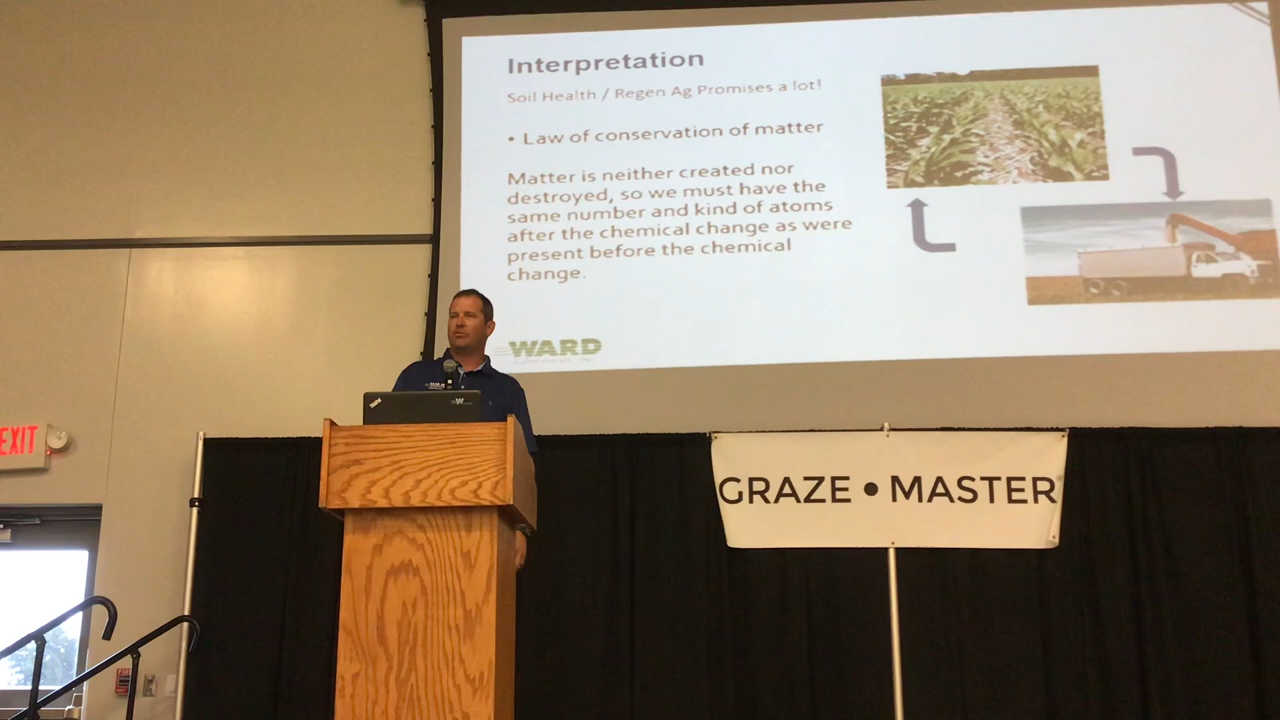 Interpretation
Soil Health / Regen Ag Promises a lot!
• Law of conservation of matter
Matter is neither created nor
destroyed, so we must have the
same number and kind of atoms
after the chemical change as were
present before the chemical
change.
WARD
GRAZE • MASTER
EXIT